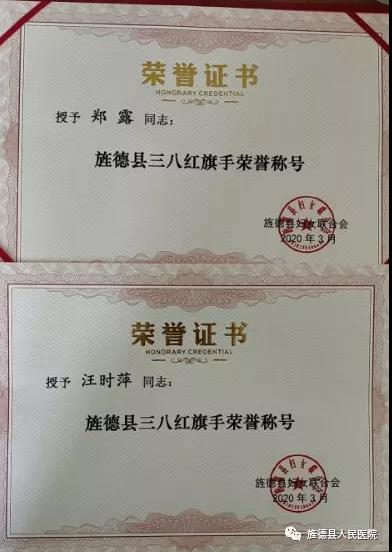 荣誉证书
HONORARY CREDENTIAL
授予 郑露 同志：
旌德县三八红旗手荣誉称号
旌德县妇女联合会
2020年3月
荣誉证书
HONORARY CREDENTIAL
授予 汪时萍 同志：
旌德县三八红旗手荣誉称号
旌德县妇女联合会
2020年3月
旌德县人民医院